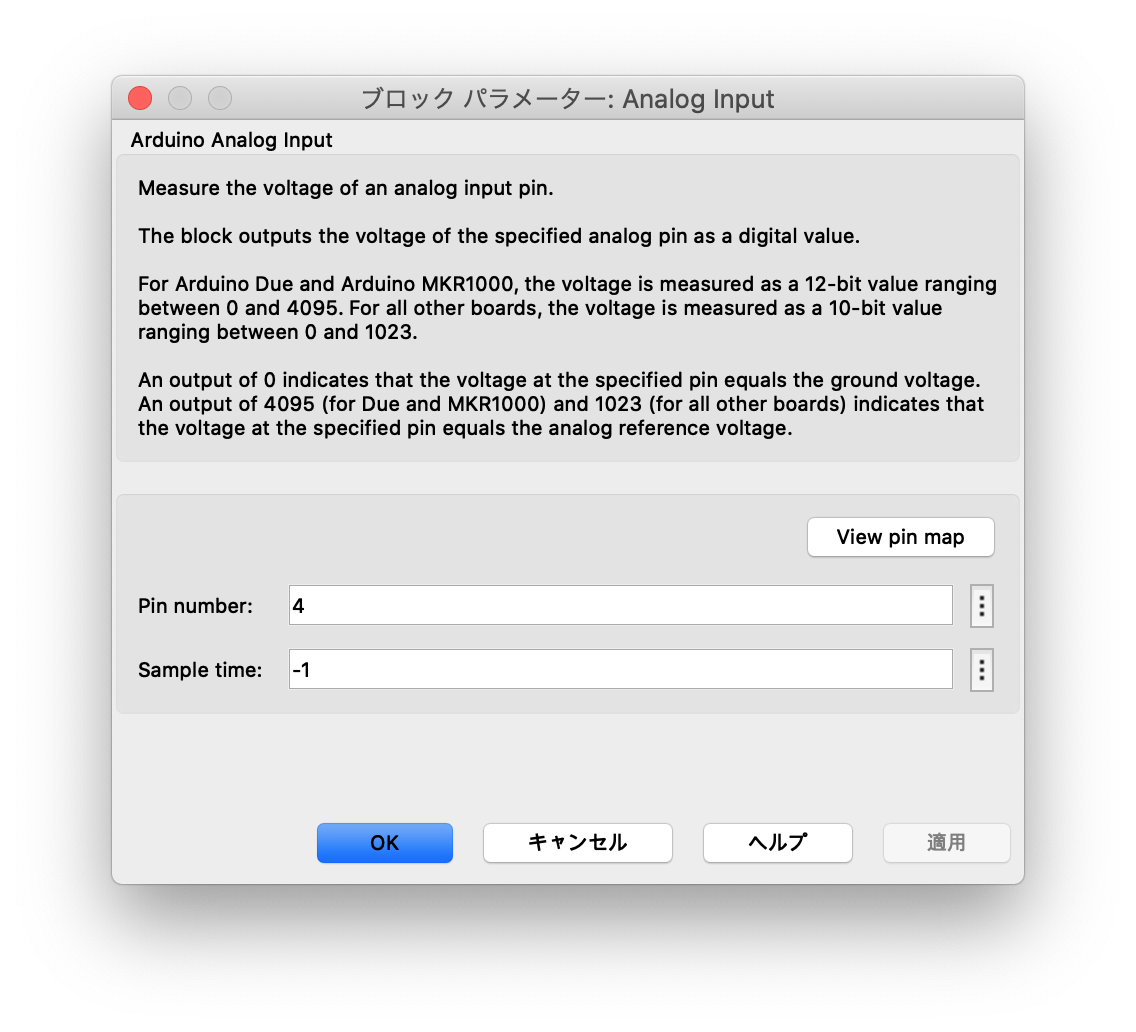 ブロック パラメーター: Analog Input
Arduino Analog Input
Measure the voltage of an analog input pin.
The block outputs the voltage of the specified analog pin as a digital value.
For Arduino Due and Arduino MKR1000, the voltage is measured as a 12-bit value ranging
between 0 and 4095. For all other boards, the voltage is measured as a 10-bit value
ranging between 0 and 1023.
An output of 0 indicates that the voltage at the specified pin equals the ground voltage.
An output of 4095 (for Due and MKR1000) and 1023 (for all other boards) indicates that
the voltage at the specified pin equals the analog reference voltage.
View pin map
Pin number: 4
Sample time: -1
OK キャンセル ヘルプ 適用